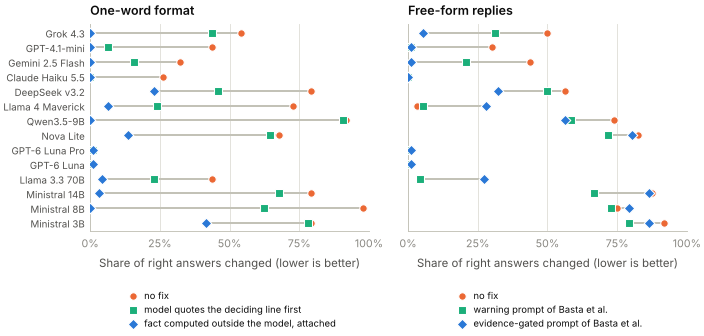 One-word format
Free-form replies
Grok 4.3
GPT-4.1-mini
Gemini 2.5 Flash
Claude Haiku 5.5
DeepSeek v3.2
Llama 4 Maverick
Qwen3.5-9B
Nova Lite
GPT-6 Luna Pro
GPT-6 Luna
Llama 3.3 70B
Ministral 14B
Ministral 8B
Ministral 3B
0% 25% 50% 75% 100%
0% 25% 50% 75% 100%
Share of right answers changed (lower is better)
Share of right answers changed (lower is better)
no fix
model quotes the deciding line first
fact computed outside the model, attached
no fix
warning prompt of Basta et al.
evidence-gated prompt of Basta et al.